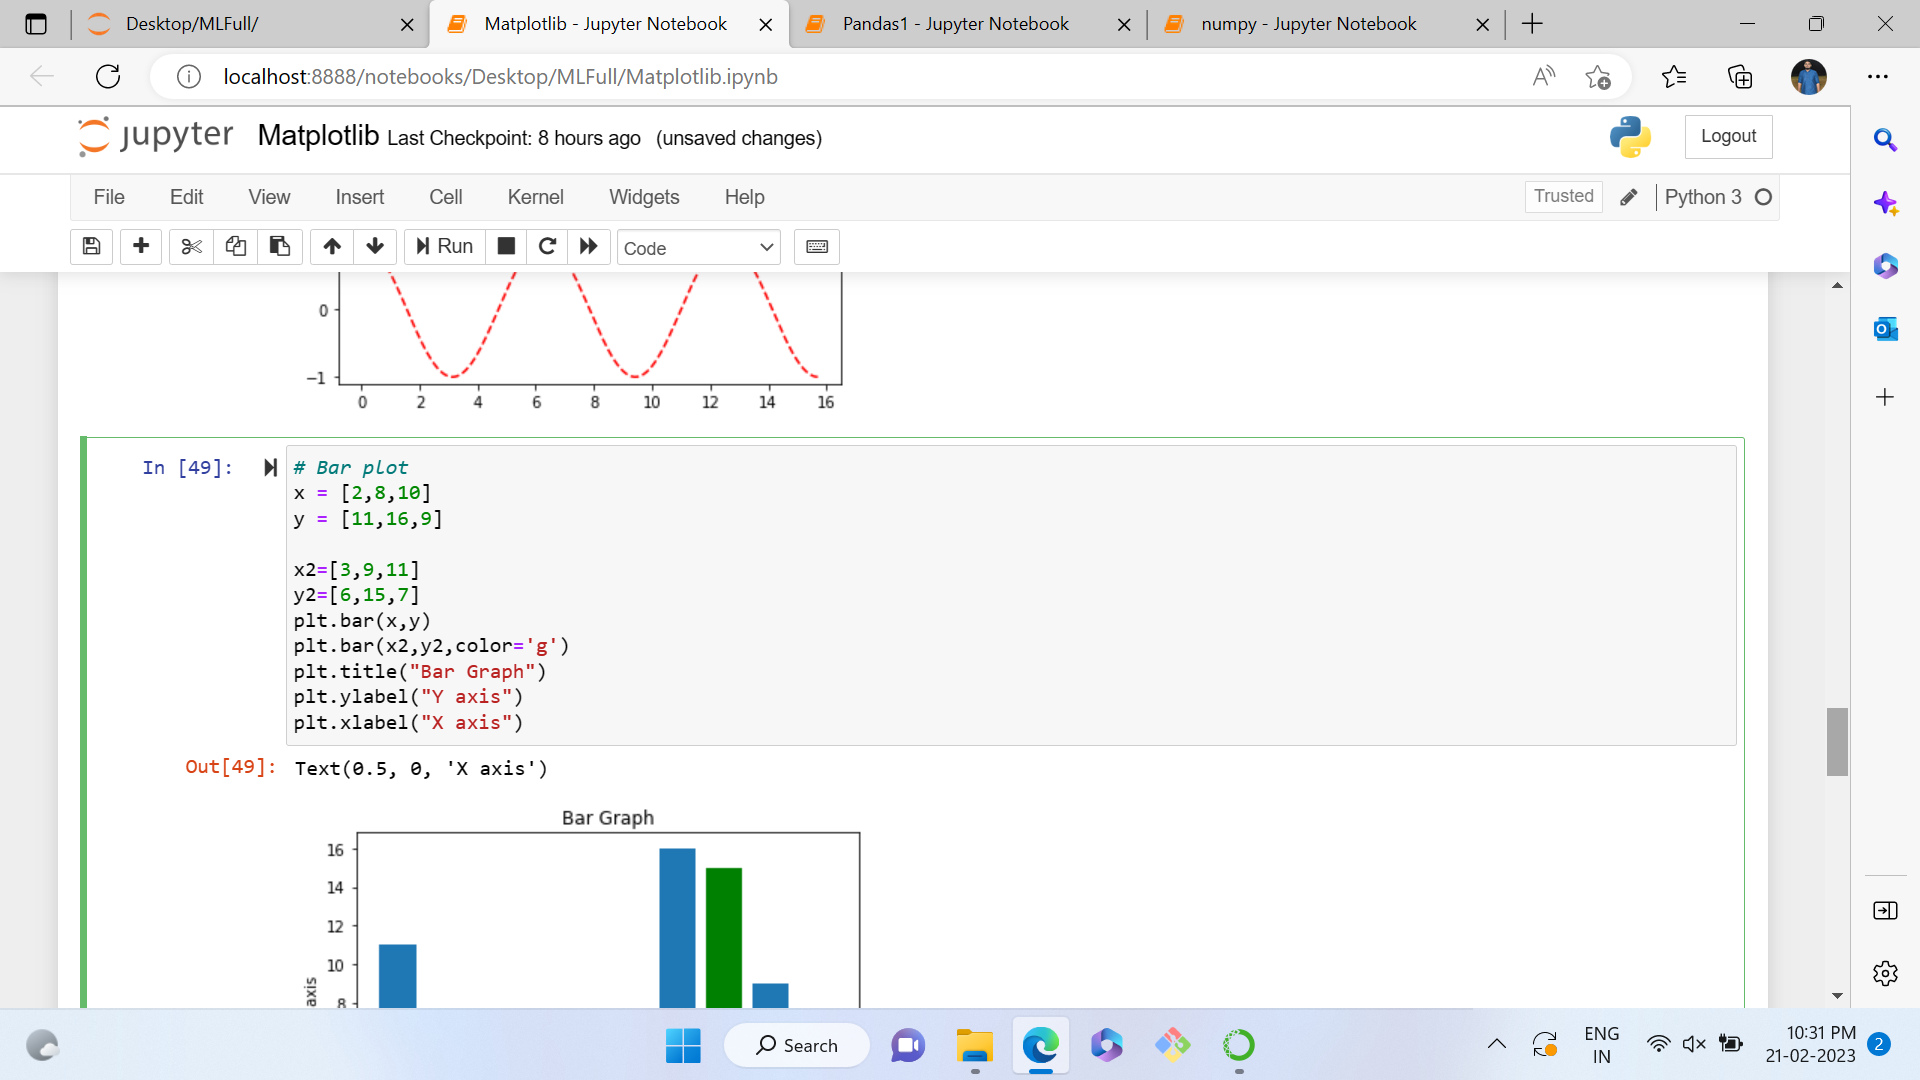 Desktop/MLFull/
Matplotlib - Jupyter Notebook
Pandas1 - Jupyter Notebook
numpy - Jupyter Notebook
localhost:8888/notebooks/Desktop/MLFull/Matplotlib.ipynb
jupyter Matplotlib Last Checkpoint: 8 hours ago (unsaved changes)
Logout
File Edit View Insert Cell Kernel Widgets Help
Trusted
Python 3
Run
Code
0
−1
0 2 4 6 8 10 12 14 16
In [49]:
# Bar plot
x = [2,8,10]
y = [11,16,9]
x2=[3,9,11]
y2=[6,15,7]
plt.bar(x,y)
plt.bar(x2,y2,color='g')
plt.title("Bar Graph")
plt.ylabel("Y axis")
plt.xlabel("X axis")
Out[49]: Text(0.5, 0, 'X axis')
Bar Graph
16
14
12
10
8
axis
Search
ENG
IN
10:31 PM
21-02-2023
2